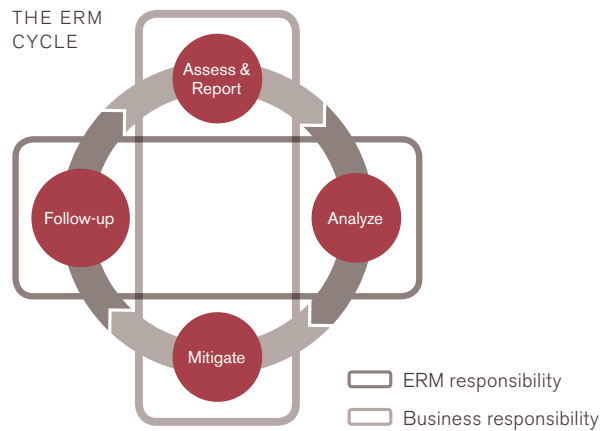 THE ERM
CYCLE
Assess &
Report
Follow-up
Analyze
Mitigate
ERM responsibility
Business responsibility